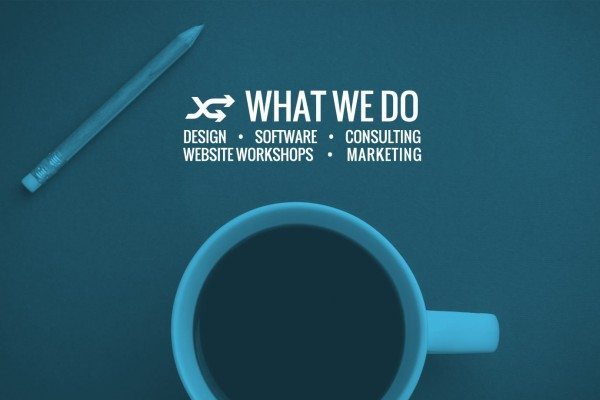 WHAT WE DO
DESIGN • SOFTWARE • CONSULTING
WEBSITE WORKSHOPS • MARKETING